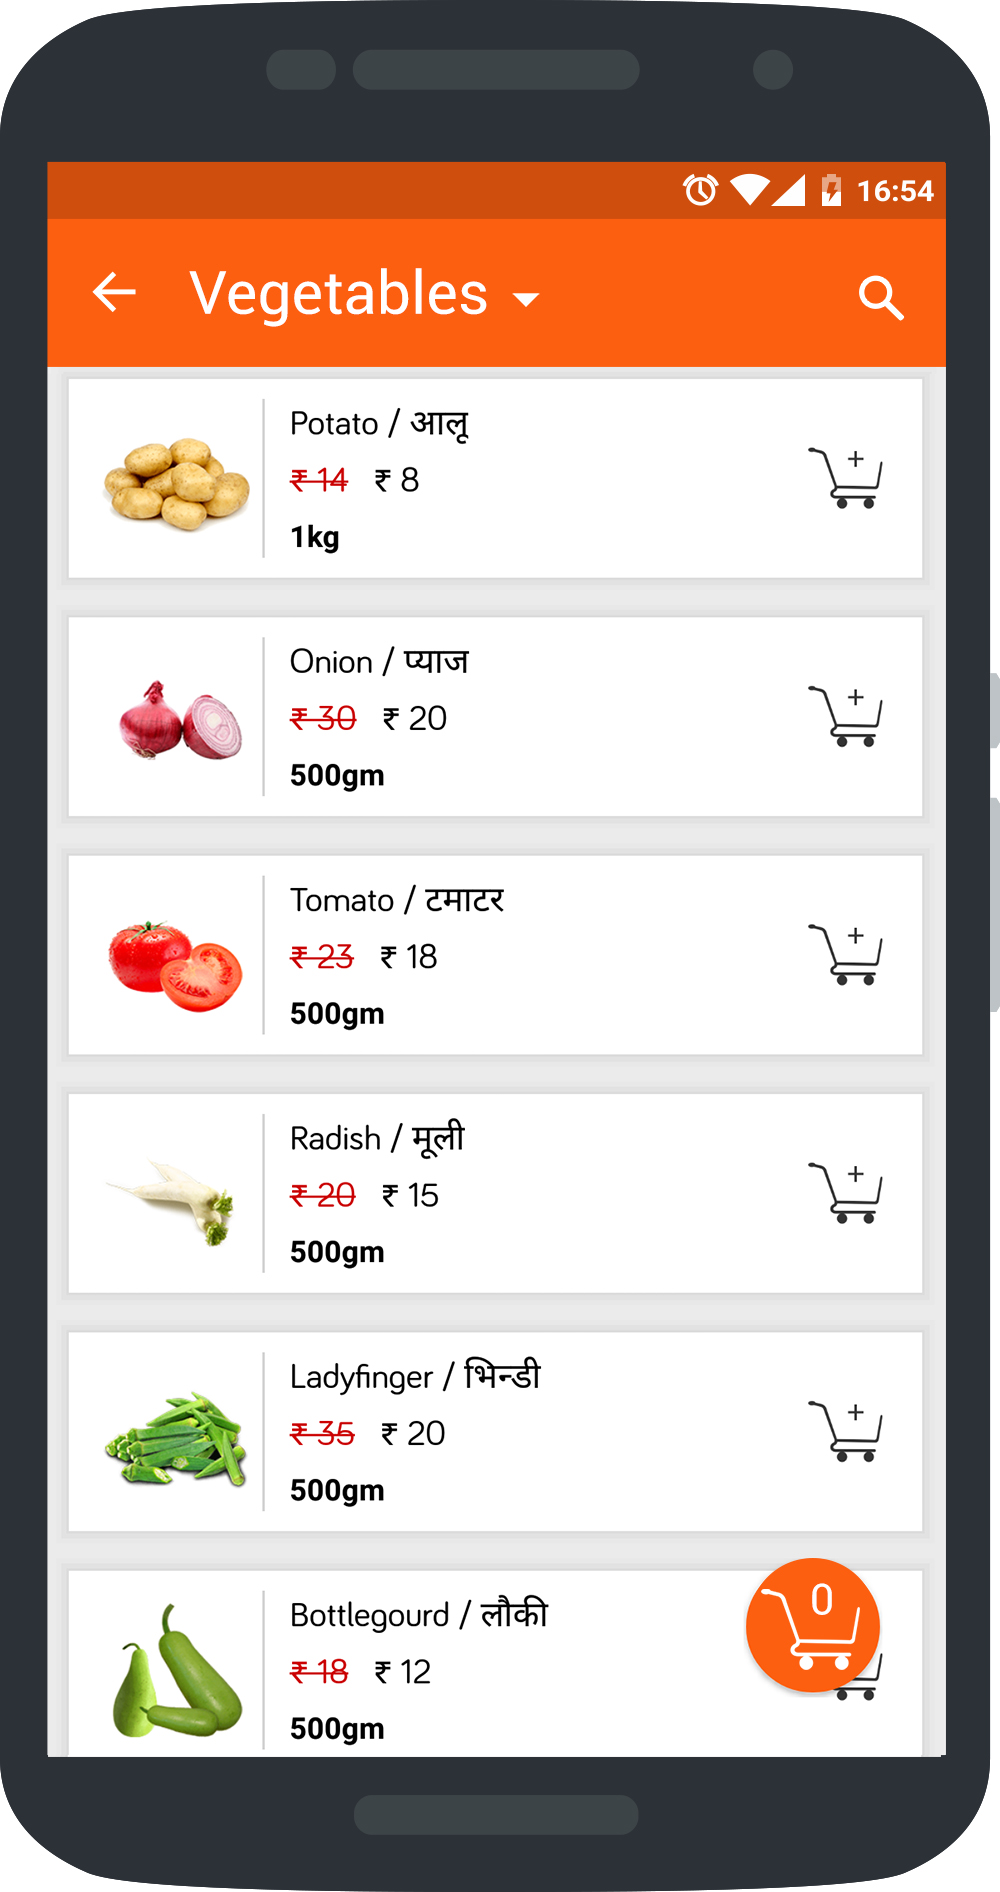 16:54
Vegetables
Potato / आलू
₹ 14 ₹ 8
1kg
Onion / प्याज
₹ 30 ₹ 20
500gm
Tomato / टमाटर
₹ 23 ₹ 18
500gm
Radish / मूली
₹ 20 ₹ 15
500gm
Ladyfinger / भिन्डी
₹ 35 ₹ 20
500gm
0
Bottlegourd / लौकी
₹ 18 ₹ 12
500gm